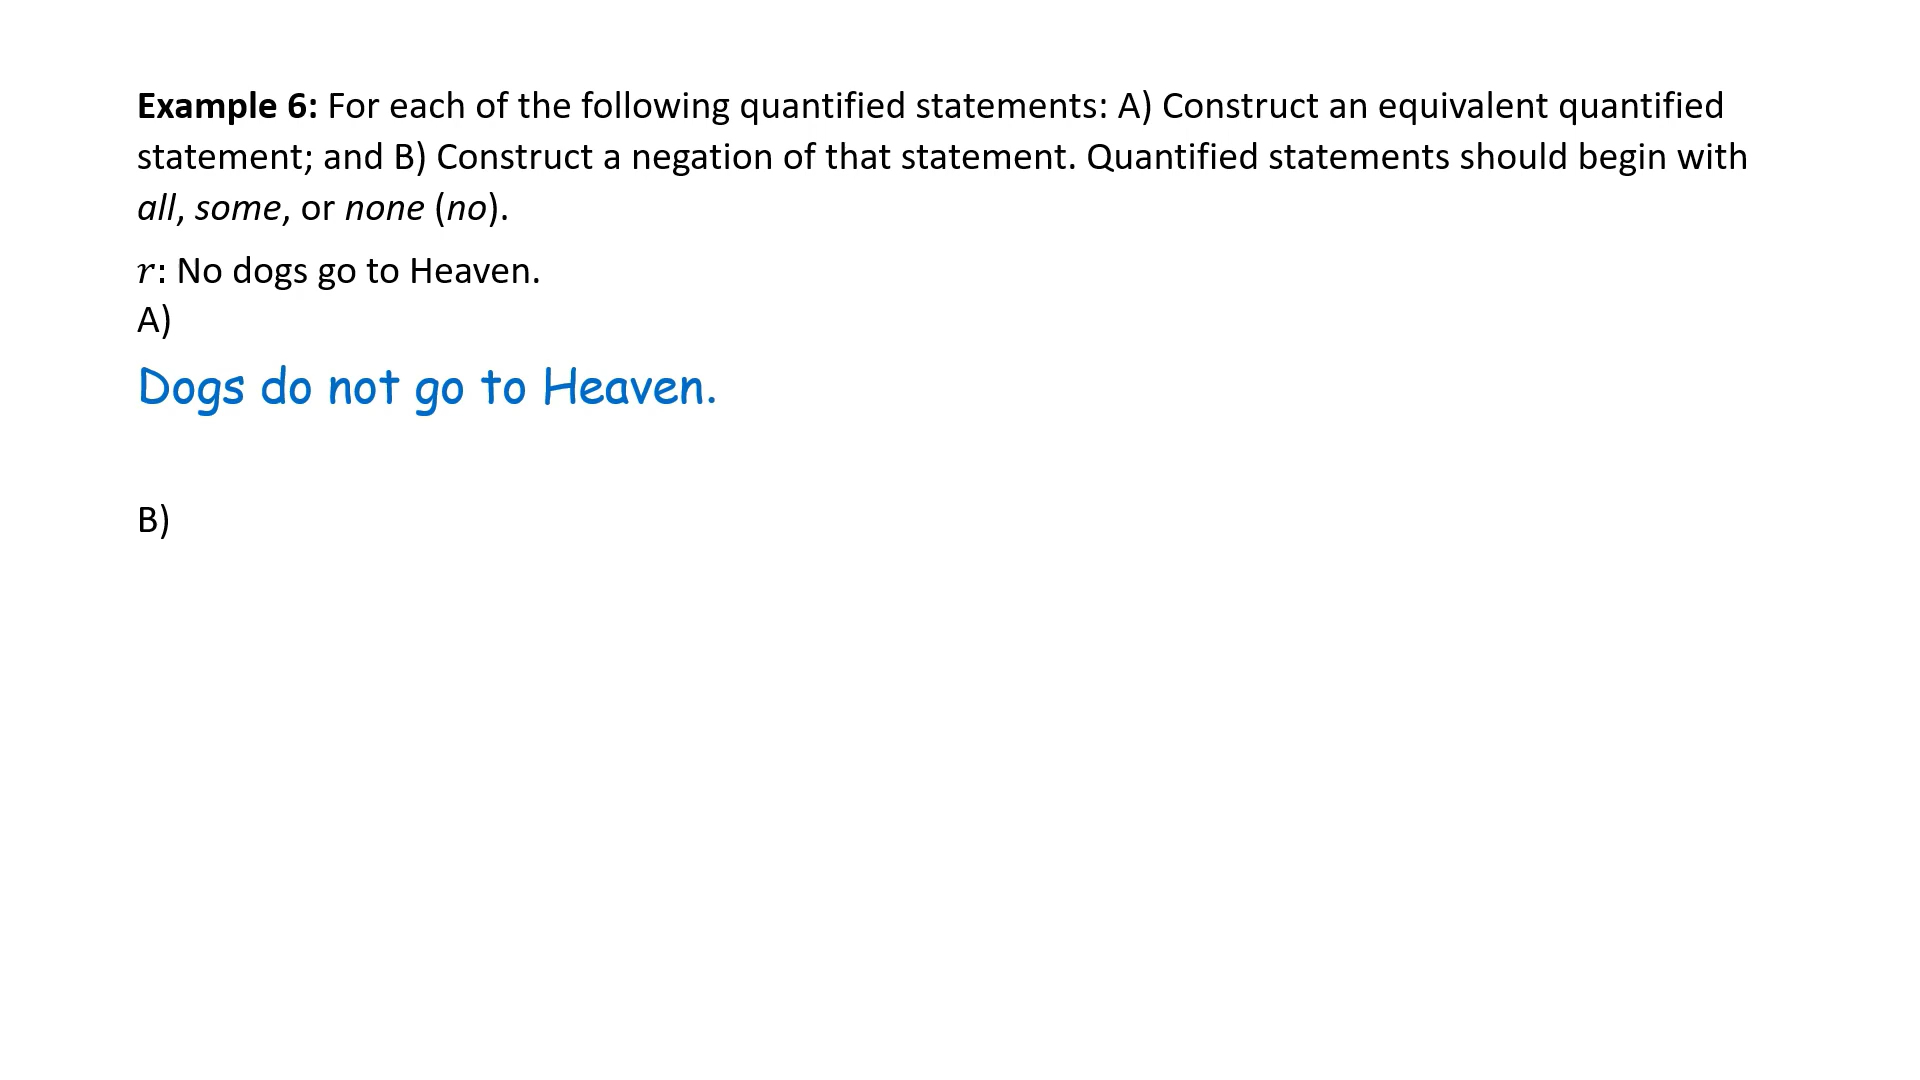 Example 6: For each of the following quantified statements: A) Construct an equivalent quantified
statement; and B) Construct a negation of that statement. Quantified statements should begin with
all, some, or none (no).
r: No dogs go to Heaven.
A)
Dogs do not go to Heaven.
B)